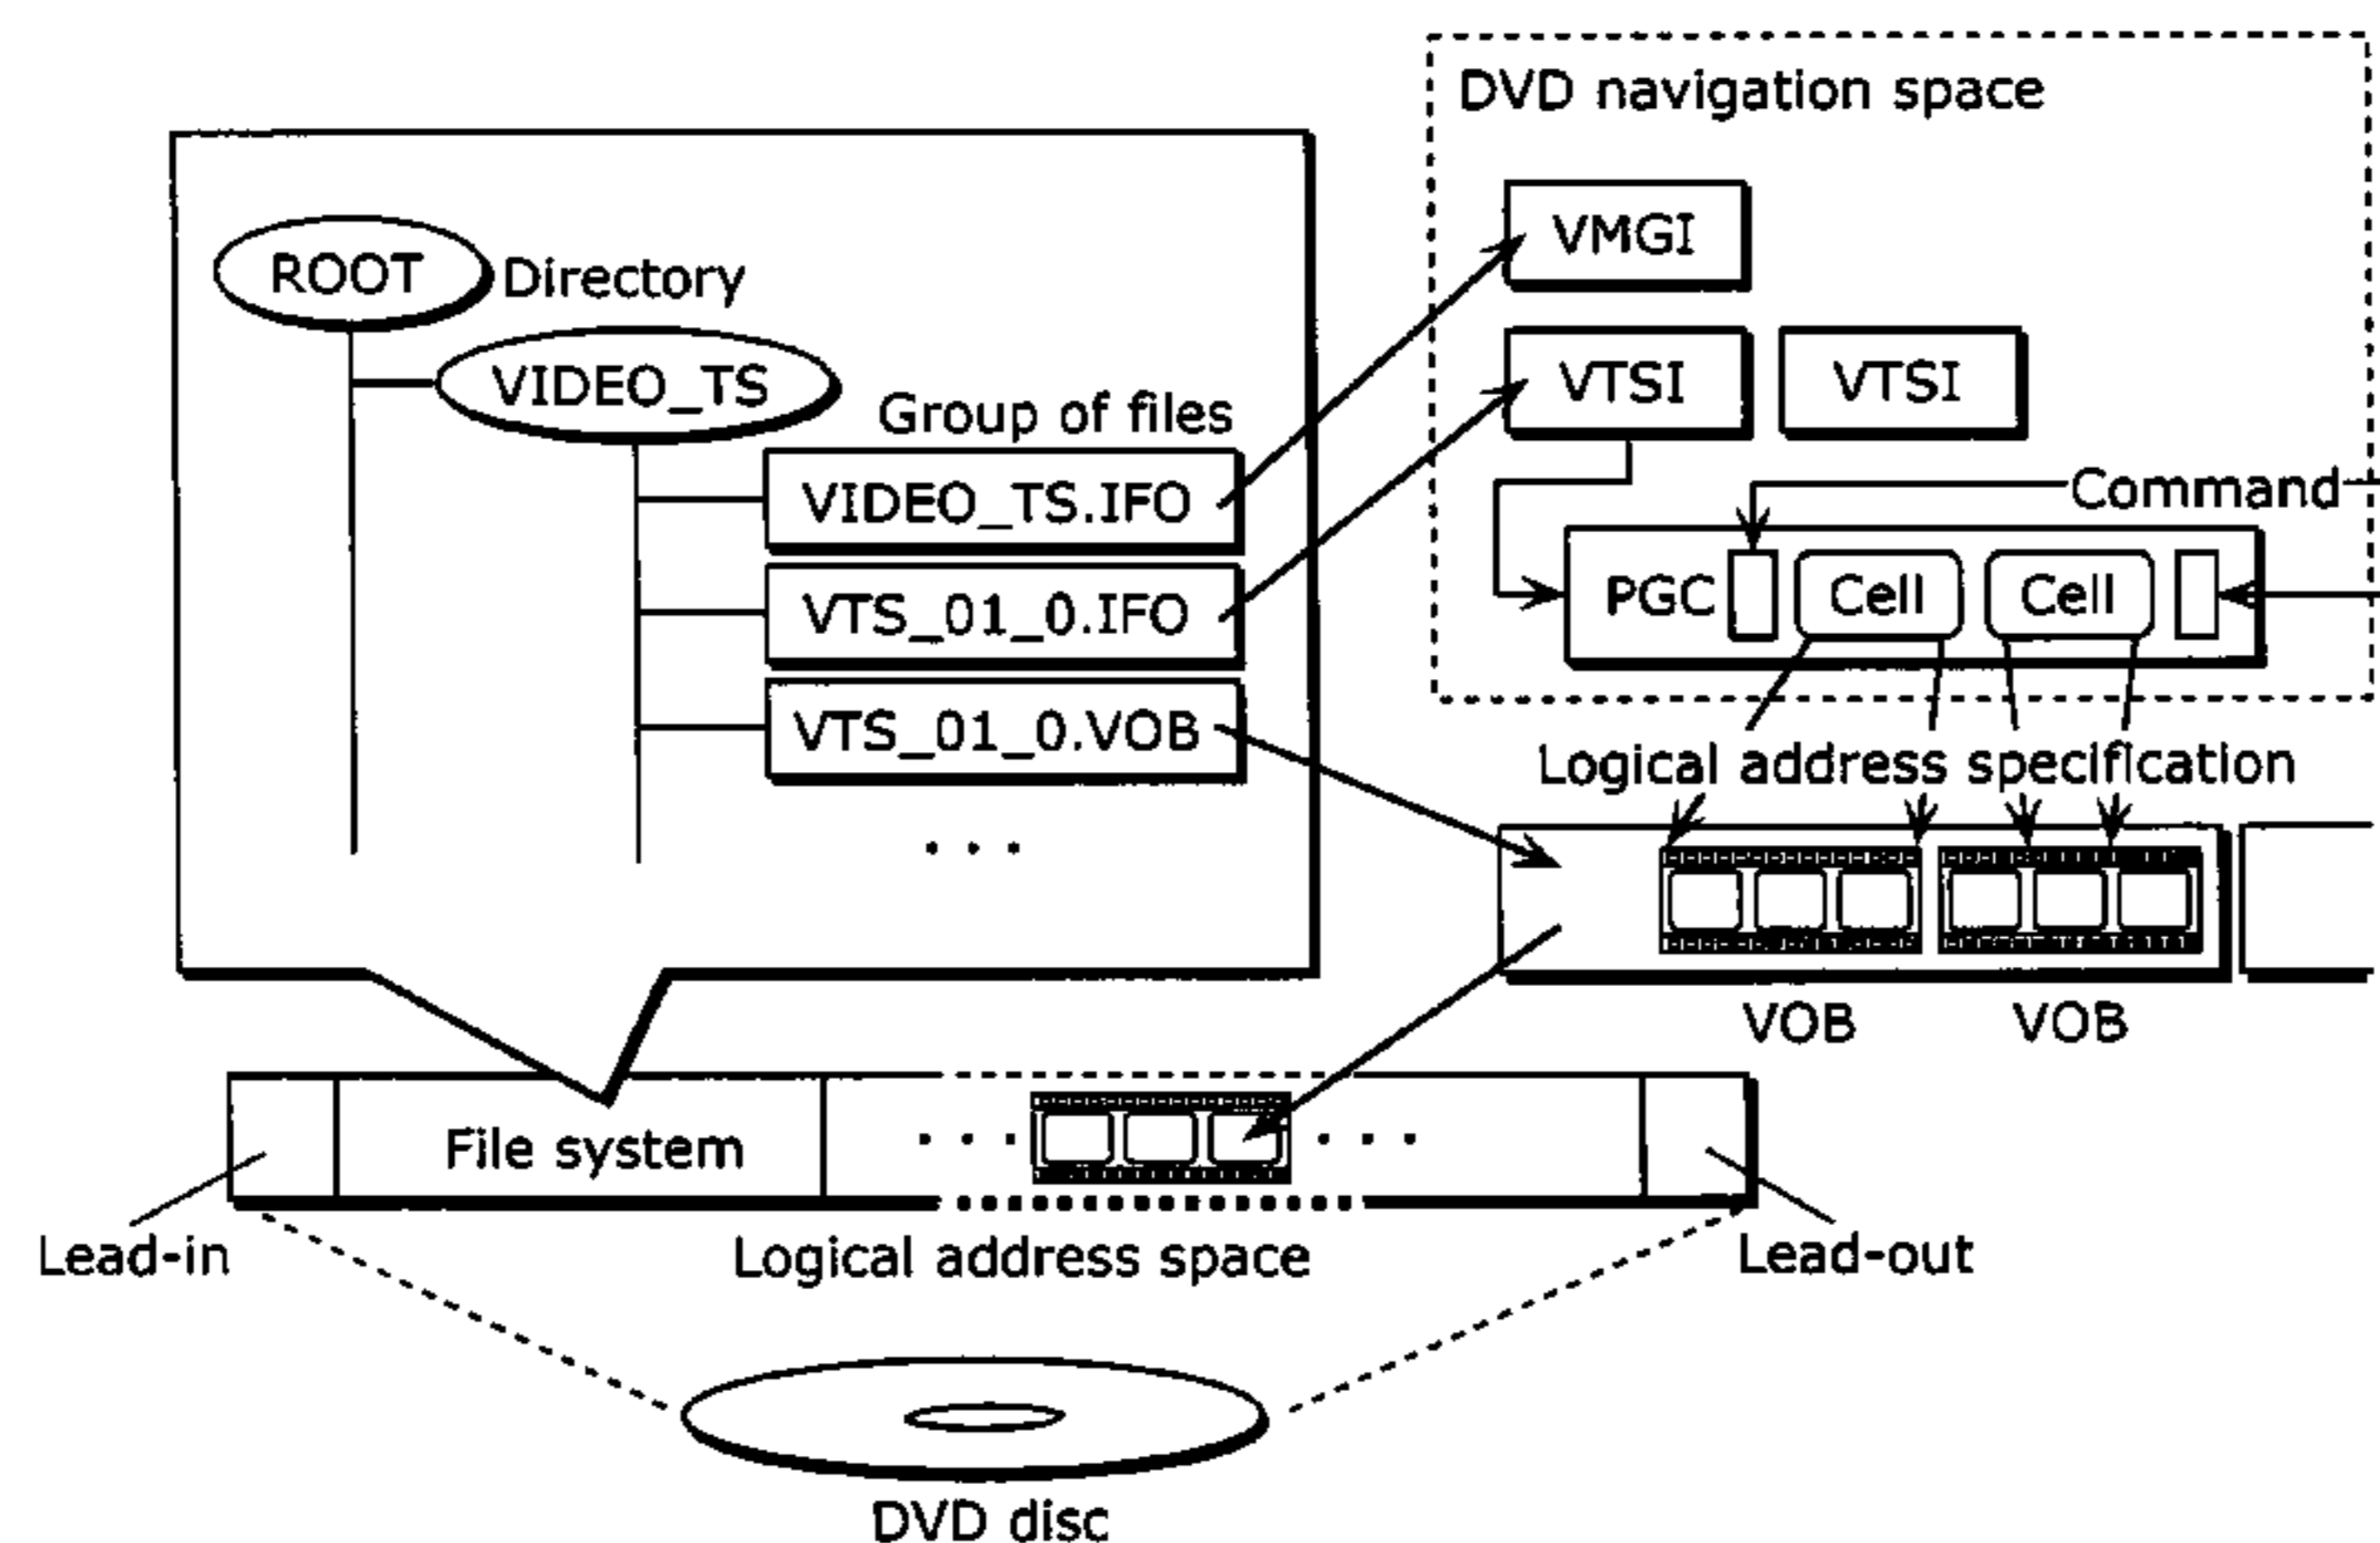 DVD navigation space
VMGI
ROOT
Directory
VIDEO_TS
VTSI
VTSI
Group of files
VIDEO_TS.IFO
Command
VTS_01_0.IFO
PGC
Cell
Cell
VTS_01_0.VOB
Logical address specification
. . .
VOB
VOB
File system
. . .
. . .
Lead-in
Logical address space
Lead-out
DVD disc